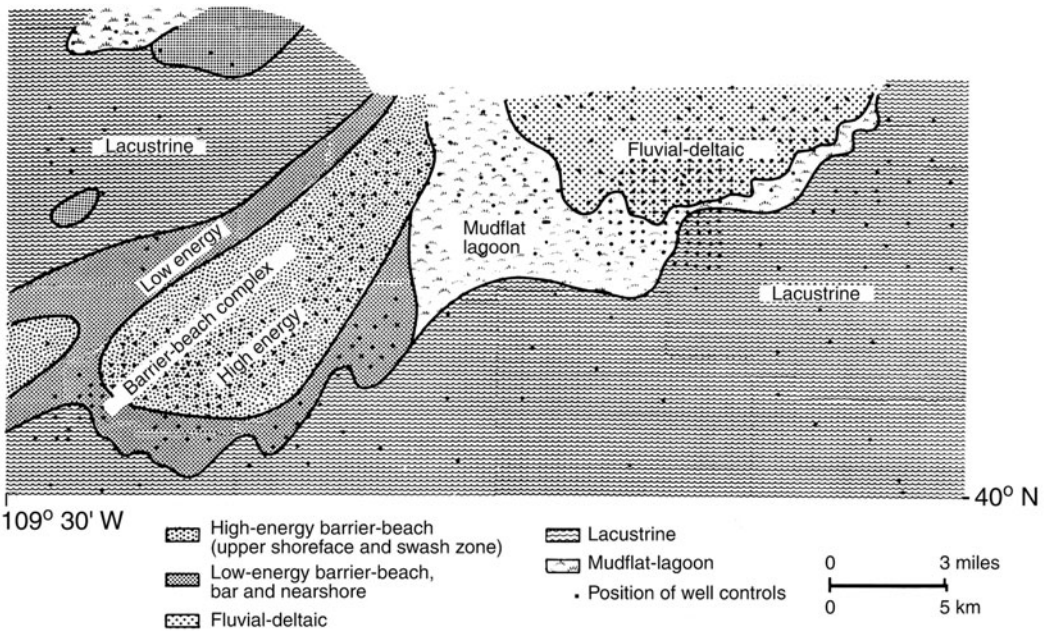 Lacustrine
Fluvial-deltaic
Low energy
Mudflat
lagoon
Barrier-beach complex
High energy
Lacustrine
40° N
109° 30' W
High-energy barrier-beach
(upper shoreface and swash zone)
Low-energy barrier-beach,
bar and nearshore
Fluvial-deltaic
Lacustrine
Mudflat-lagoon
Position of well controls
0 3 miles
0 5 km